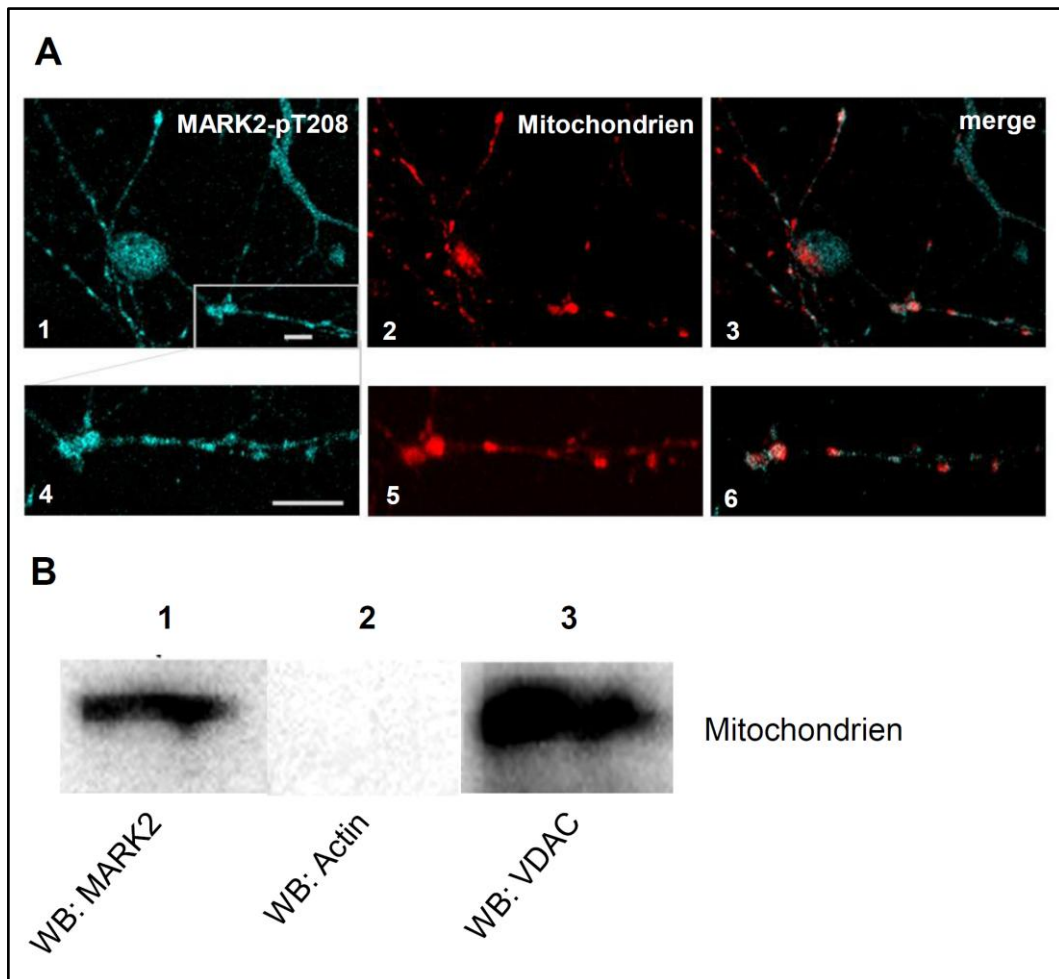 A
MARK2-pT208
Mitochondrien
merge
1
2
3
4
5
6
B
1
2
3
Mitochondrien
WB: MARK2
WB: Actin
WB: VDAC